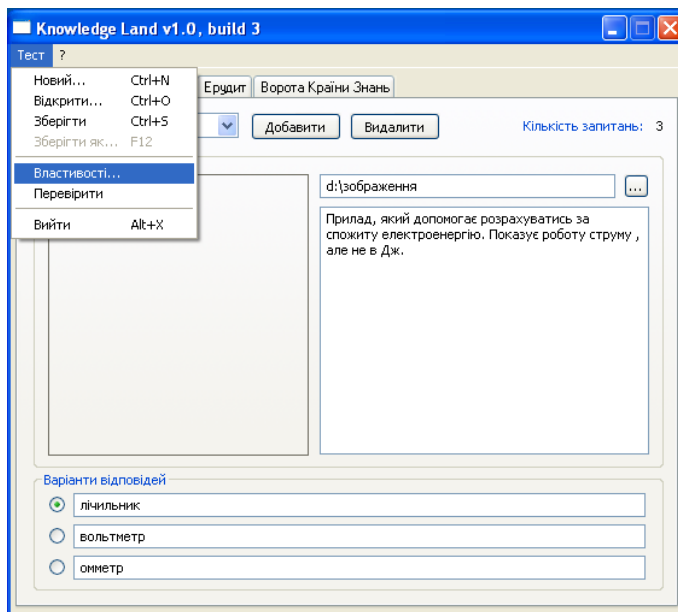 Knowledge Land v1.0, build 3
Тест ?
Новий... Ctrl+N
Відкрити... Ctrl+O
Зберігти Ctrl+S
Зберігти як... F12
Властивості...
Перевірити
Вийти Alt+X
Ерудит Ворота Країни Знань
Добавити Видалити Кількість запитань: 3
d:\зображення ...
Прилад, який допомогає розрахуватись за
спожиту електроенергію. Показує роботу струму ,
але не в Дж.
Варіанти відповідей
лічильник
вольтметр
омметр